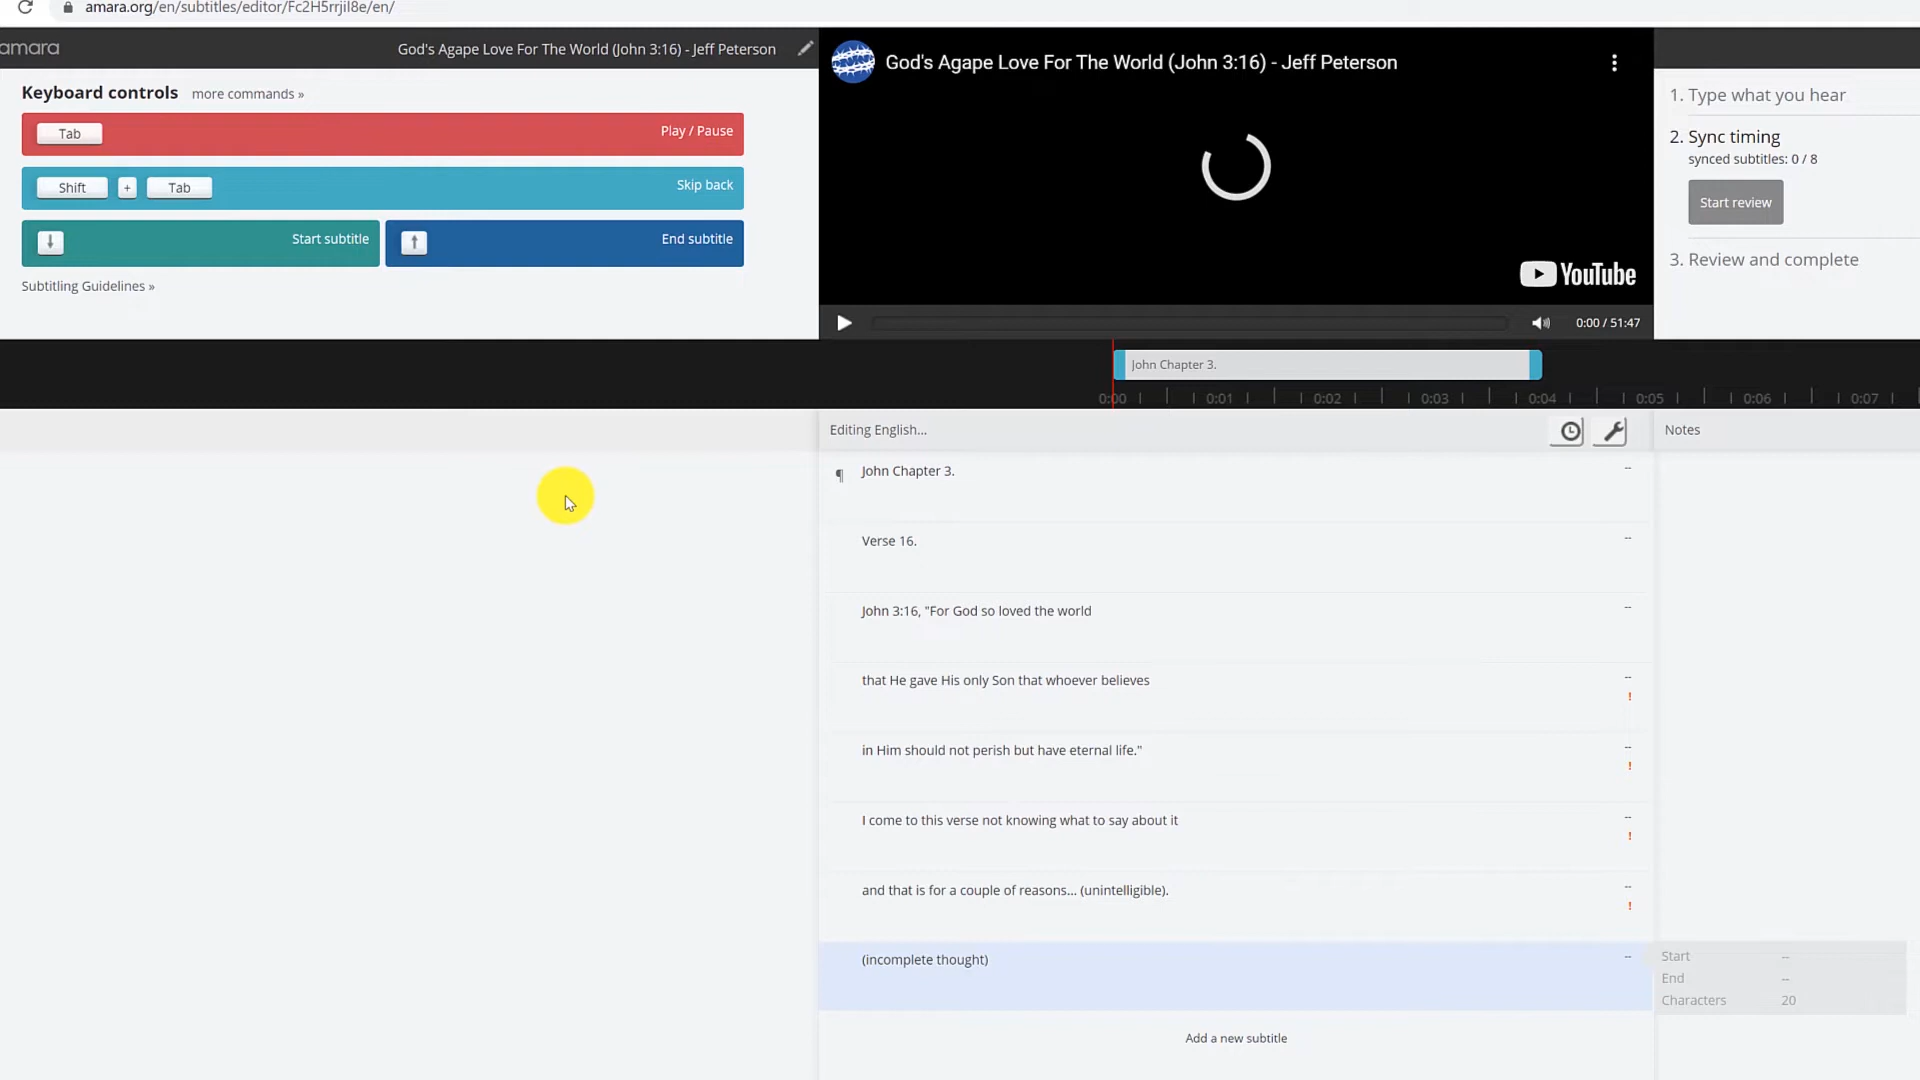 amara.org/en/subtitles/editor/Fc2H5rrjiI8e/en/
amara
God's Agape Love For The World (John 3:16) - Jeff Peterson
Keyboard controls more commands »
Tab Play / Pause
Shift + Tab Skip back
↓ Start subtitle ↑ End subtitle
Subtitling Guidelines »
God's Agape Love For The World (John 3:16) - Jeff Peterson
YouTube
0:00 / 51:47
1. Type what you hear
2. Sync timing
synced subtitles: 0 / 8
Start review
3. Review and complete
John Chapter 3.
0:00 0:01 0:02 0:03 0:04 0:05 0:06 0:07
Editing English...
Notes
¶ John Chapter 3. --
Verse 16. --
John 3:16, "For God so loved the world --
that He gave His only Son that whoever believes --
!
in Him should not perish but have eternal life." --
!
I come to this verse not knowing what to say about it --
!
and that is for a couple of reasons... (unintelligible). --
!
(incomplete thought) --
Start --
End --
Characters 20
Add a new subtitle